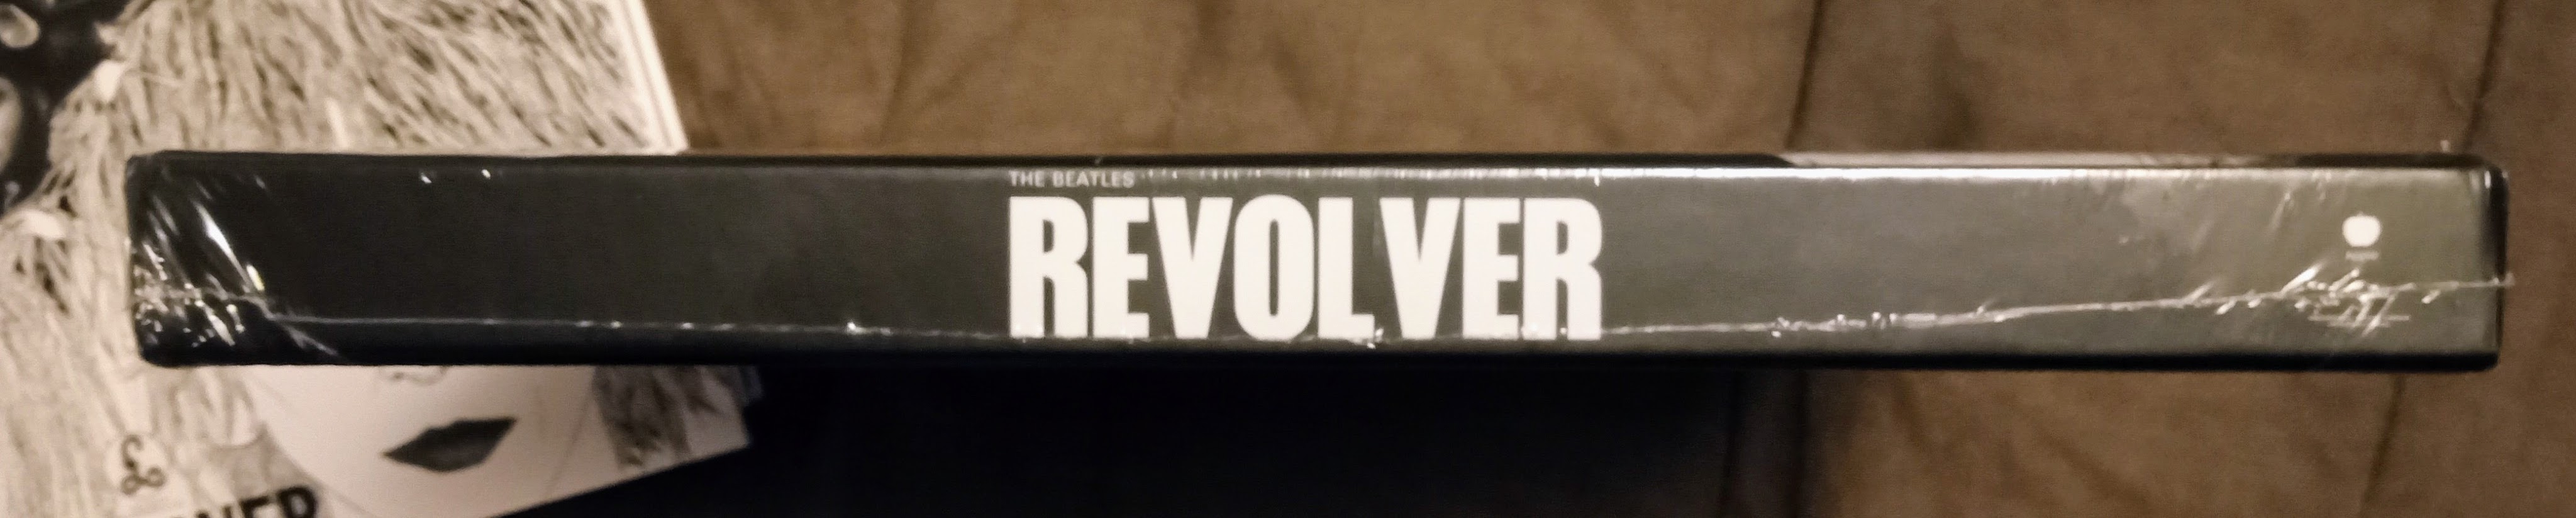 THE BEATLES
REVOLVER
£